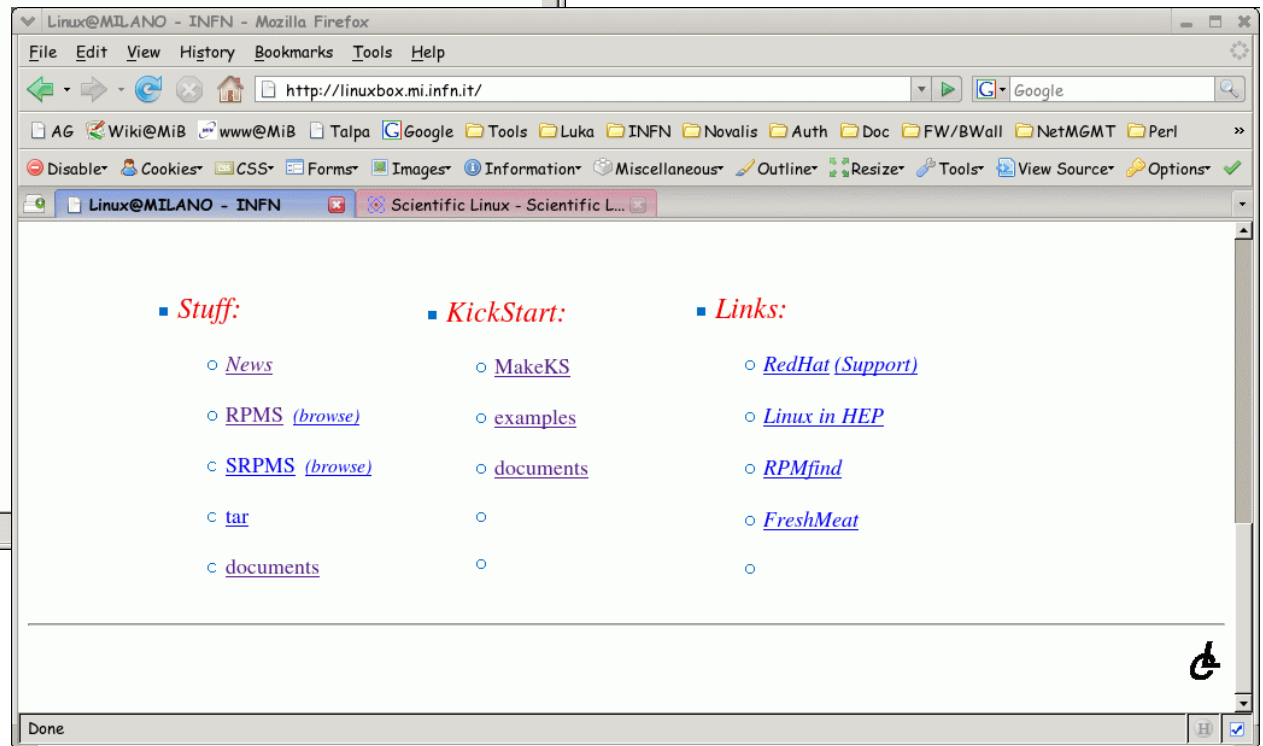 Linux@MILANO - INFN - Mozilla Firefox
File Edit View History Bookmarks Tools Help
http://linuxbox.mi.infn.it/ G Google
AG Wiki@MiB www@MiB Talpa Google Tools Luka INFN Novalis Auth Doc FW/BWall NetMGMT Perl »
Disable Cookies CSS Forms Images Information Miscellaneous Outline Resize Tools View Source Options
Linux@MILANO - INFN Scientific Linux - Scientific L...
Stuff: KickStart: Links:
News MakeKS RedHat (Support)
RPMS (browse) examples Linux in HEP
SRPMS (browse) documents RPMfind
tar FreshMeat
documents
Done H